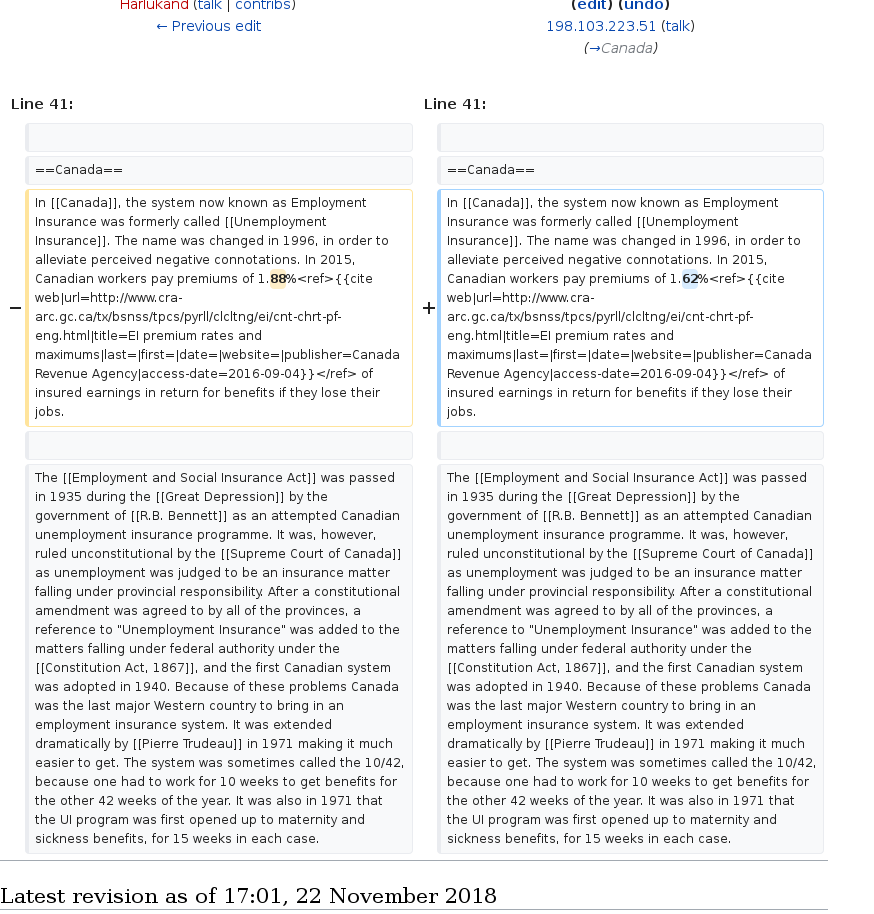 Harlukand (talk | contribs)
← Previous edit
(edit) (undo)
198.103.223.51 (talk)
(→Canada)
Line 41:
Line 41:
==Canada==
==Canada==
−
In [[Canada]], the system now known as Employment
Insurance was formerly called [[Unemployment
Insurance]]. The name was changed in 1996, in order to
alleviate perceived negative connotations. In 2015,
Canadian workers pay premiums of 1.88%<ref>{{cite
web|url=http://www.cra-
arc.gc.ca/tx/bsnss/tpcs/pyrll/clcltng/ei/cnt-chrt-pf-
eng.html|title=EI premium rates and
maximums|last=|first=|date=|website=|publisher=Canada
Revenue Agency|access-date=2016-09-04}}</ref> of
insured earnings in return for benefits if they lose their
jobs.
+
In [[Canada]], the system now known as Employment
Insurance was formerly called [[Unemployment
Insurance]]. The name was changed in 1996, in order to
alleviate perceived negative connotations. In 2015,
Canadian workers pay premiums of 1.62%<ref>{{cite
web|url=http://www.cra-
arc.gc.ca/tx/bsnss/tpcs/pyrll/clcltng/ei/cnt-chrt-pf-
eng.html|title=EI premium rates and
maximums|last=|first=|date=|website=|publisher=Canada
Revenue Agency|access-date=2016-09-04}}</ref> of
insured earnings in return for benefits if they lose their
jobs.
The [[Employment and Social Insurance Act]] was passed
in 1935 during the [[Great Depression]] by the
government of [[R.B. Bennett]] as an attempted Canadian
unemployment insurance programme. It was, however,
ruled unconstitutional by the [[Supreme Court of Canada]]
as unemployment was judged to be an insurance matter
falling under provincial responsibility. After a constitutional
amendment was agreed to by all of the provinces, a
reference to "Unemployment Insurance" was added to the
matters falling under federal authority under the
[[Constitution Act, 1867]], and the first Canadian system
was adopted in 1940. Because of these problems Canada
was the last major Western country to bring in an
employment insurance system. It was extended
dramatically by [[Pierre Trudeau]] in 1971 making it much
easier to get. The system was sometimes called the 10/42,
because one had to work for 10 weeks to get benefits for
the other 42 weeks of the year. It was also in 1971 that
the UI program was first opened up to maternity and
sickness benefits, for 15 weeks in each case.
The [[Employment and Social Insurance Act]] was passed
in 1935 during the [[Great Depression]] by the
government of [[R.B. Bennett]] as an attempted Canadian
unemployment insurance programme. It was, however,
ruled unconstitutional by the [[Supreme Court of Canada]]
as unemployment was judged to be an insurance matter
falling under provincial responsibility. After a constitutional
amendment was agreed to by all of the provinces, a
reference to "Unemployment Insurance" was added to the
matters falling under federal authority under the
[[Constitution Act, 1867]], and the first Canadian system
was adopted in 1940. Because of these problems Canada
was the last major Western country to bring in an
employment insurance system. It was extended
dramatically by [[Pierre Trudeau]] in 1971 making it much
easier to get. The system was sometimes called the 10/42,
because one had to work for 10 weeks to get benefits for
the other 42 weeks of the year. It was also in 1971 that
the UI program was first opened up to maternity and
sickness benefits, for 15 weeks in each case.
Latest revision as of 17:01, 22 November 2018